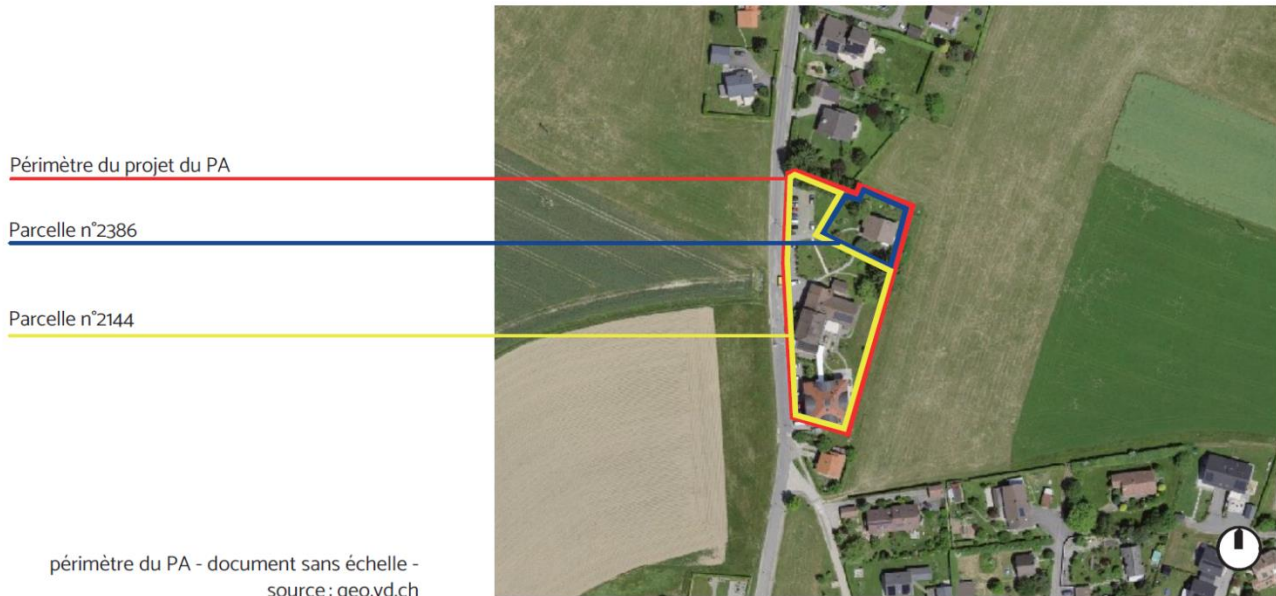 Périmètre du projet du PA
Parcelle n°2386
Parcelle n°2144
périmètre du PA - document sans échelle -
source : geo.vd.ch